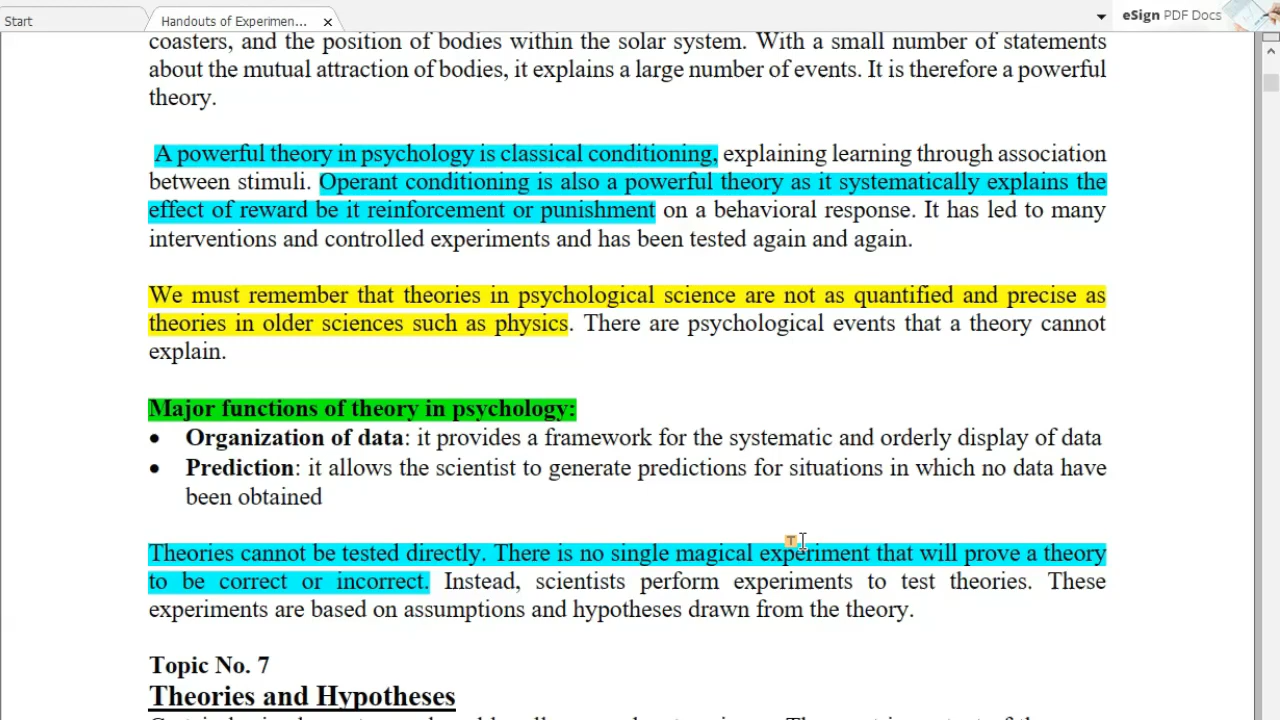 Start
Handouts of Experimen...
eSign PDF Docs
coasters, and the position of bodies within the solar system. With a small number of statements
about the mutual attraction of bodies, it explains a large number of events. It is therefore a powerful
theory.
A powerful theory in psychology is classical conditioning, explaining learning through association
between stimuli. Operant conditioning is also a powerful theory as it systematically explains the
effect of reward be it reinforcement or punishment on a behavioral response. It has led to many
interventions and controlled experiments and has been tested again and again.
We must remember that theories in psychological science are not as quantified and precise as
theories in older sciences such as physics. There are psychological events that a theory cannot
explain.
Major functions of theory in psychology:
• Organization of data: it provides a framework for the systematic and orderly display of data
• Prediction: it allows the scientist to generate predictions for situations in which no data have
been obtained
Theories cannot be tested directly. There is no single magical experiment that will prove a theory
to be correct or incorrect. Instead, scientists perform experiments to test theories. These
experiments are based on assumptions and hypotheses drawn from the theory.
Topic No. 7
Theories and Hypotheses